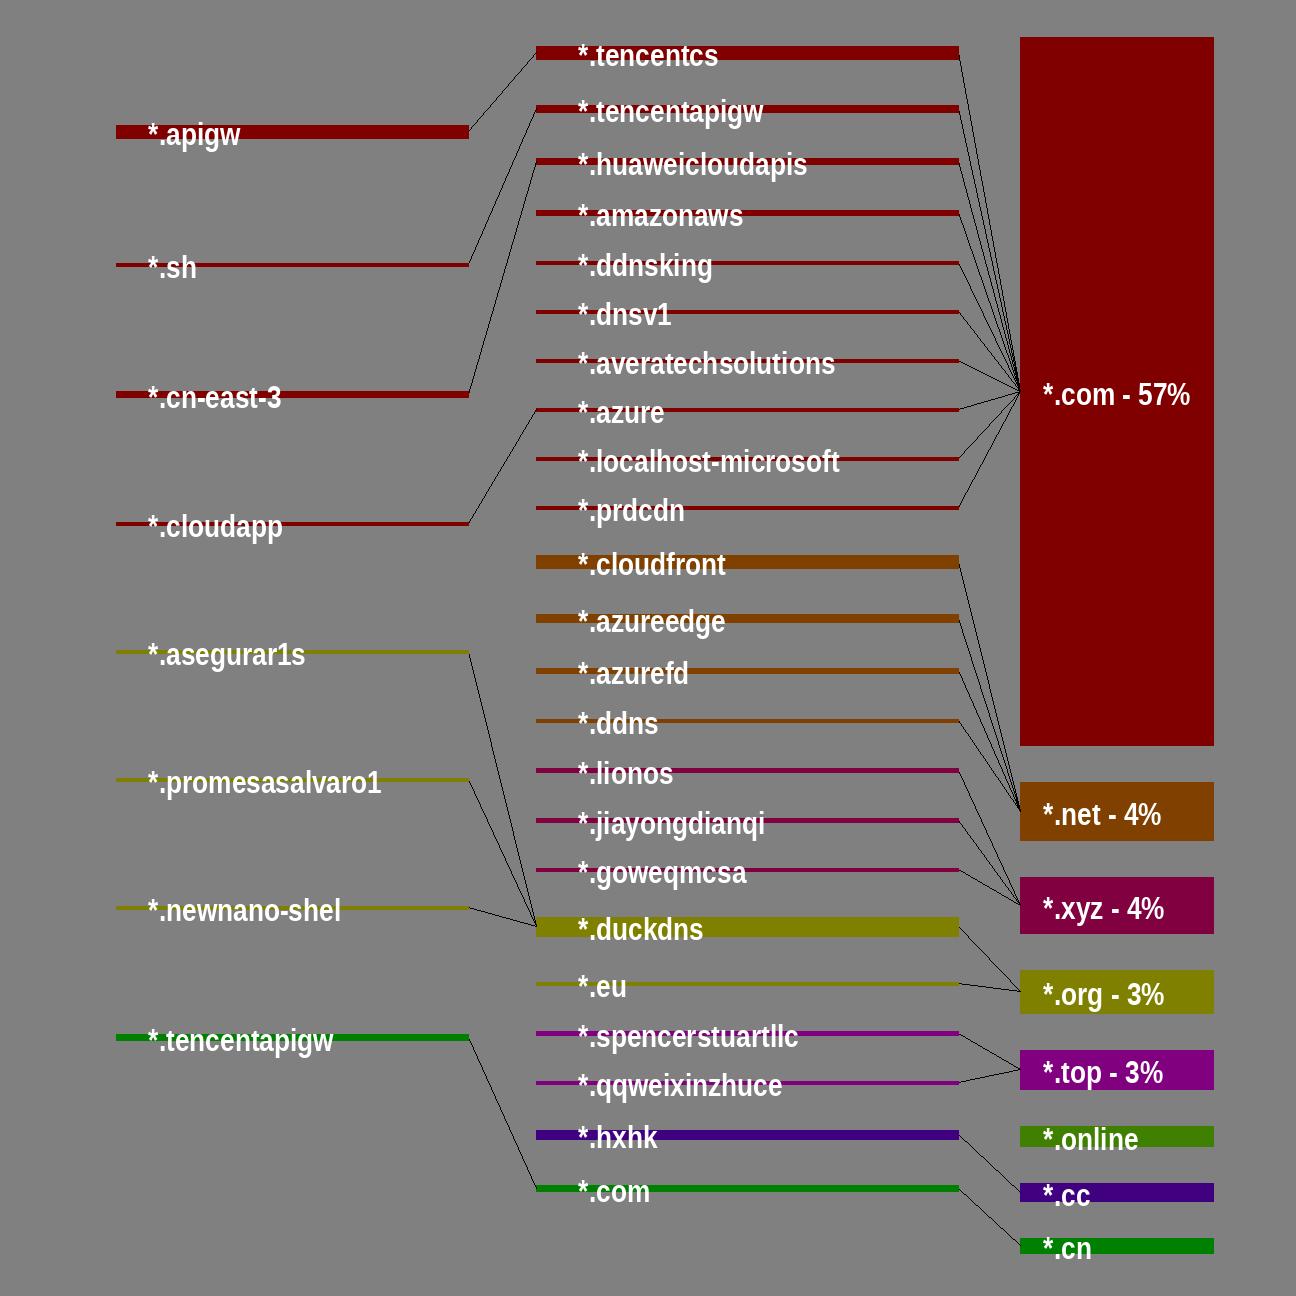 *.apigw
*.sh
*.cn-east-3
*.cloudapp
*.asegurar1s
*.promesasalvaro1
*.newnano-shel
*.tencentapigw
*.tencentcs
*.tencentapigw
*.huaweicloudapis
*.amazonaws
*.ddnsking
*.dnsv1
*.averatechsolutions
*.azure
*.localhost-microsoft
*.prdcdn
*.cloudfront
*.azureedge
*.azurefd
*.ddns
*.lionos
*.jiayongdianqi
*.goweqmcsa
*.duckdns
*.eu
*.spencerstuartllc
*.qqweixinzhuce
*.hxhk
*.com
*.com - 57%
*.net - 4%
*.xyz - 4%
*.org - 3%
*.top - 3%
*.online
*.cc
*.cn